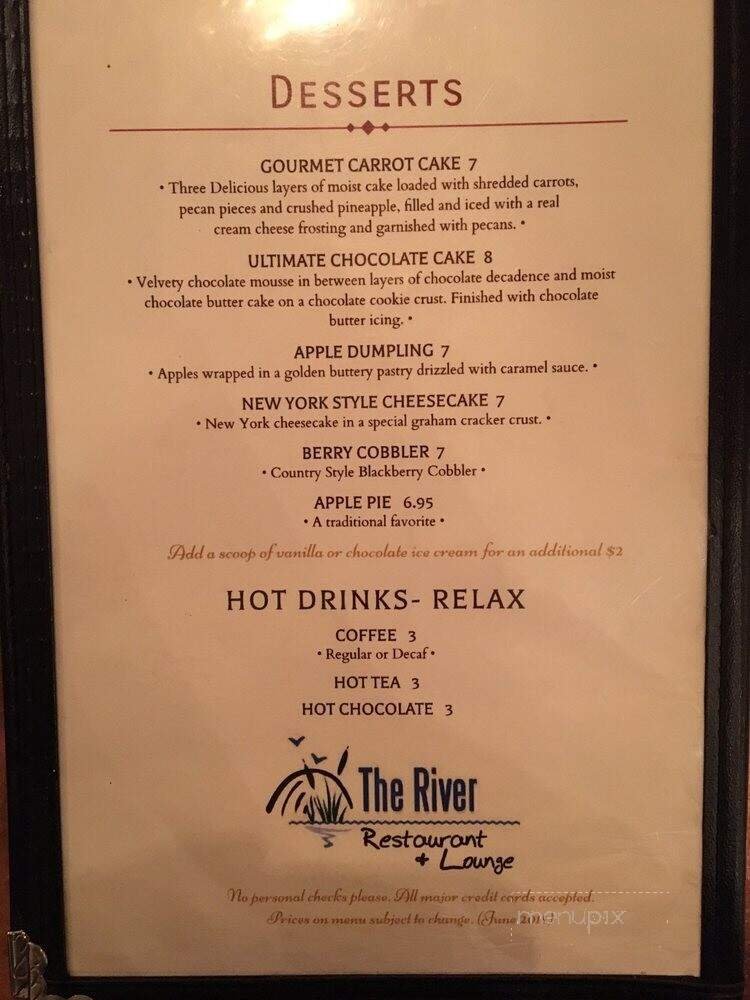 DESSERTS
GOURMET CARROT CAKE 7
• Three Delicious layers of moist cake loaded with shredded carrots,
pecan pieces and crushed pineapple, filled and iced with a real
cream cheese frosting and garnished with pecans. •
ULTIMATE CHOCOLATE CAKE 8
• Velvety chocolate mousse in between layers of chocolate decadence and moist
chocolate butter cake on a chocolate cookie crust. Finished with chocolate
butter icing. •
APPLE DUMPLING 7
• Apples wrapped in a golden buttery pastry drizzled with caramel sauce. •
NEW YORK STYLE CHEESECAKE 7
• New York cheesecake in a special graham cracker crust. •
BERRY COBBLER 7
• Country Style Blackberry Cobbler •
APPLE PIE 6.95
• A traditional favorite •
Add a scoop of vanilla or chocolate ice cream for an additional $2
HOT DRINKS- RELAX
COFFEE 3
• Regular or Decaf •
HOT TEA 3
HOT CHOCOLATE 3
The River
Restaurant
+ Lounge
No personal checks please. All major credit cards accepted.
Prices on menu subject to change. (June
menupix